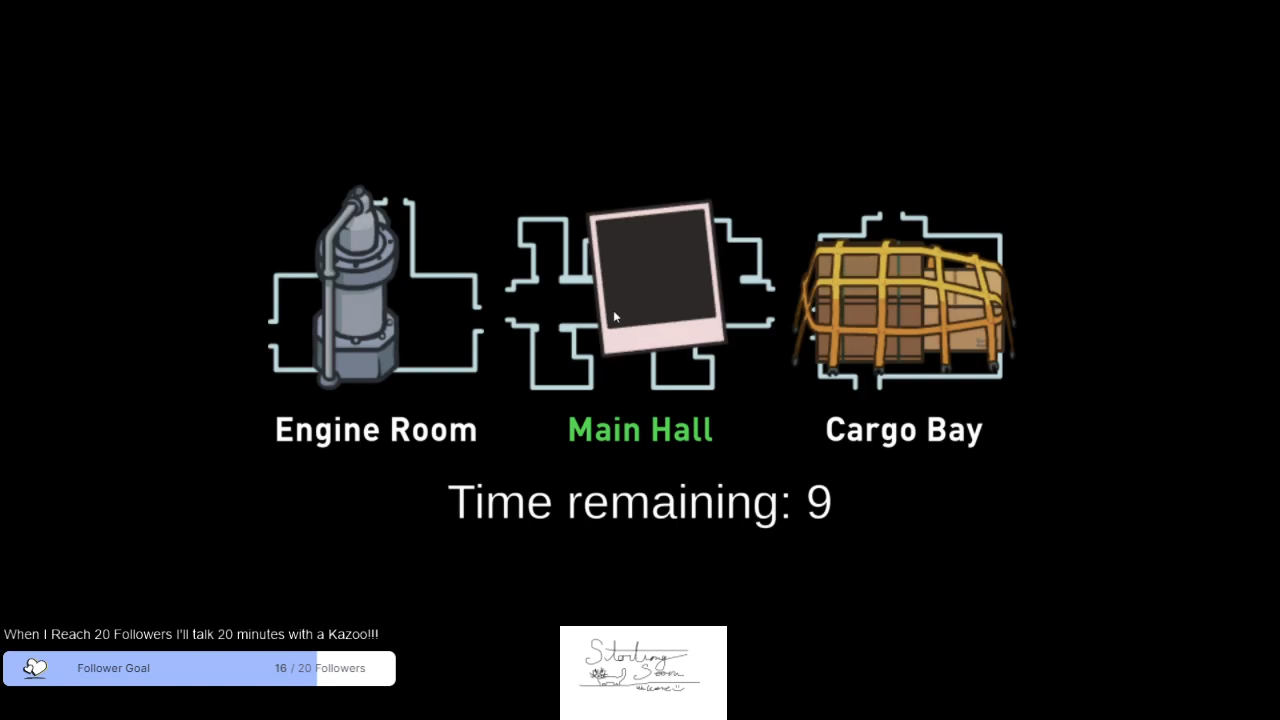 Engine Room
Main Hall
Cargo Bay
Time remaining: 9
When I Reach 20 Followers I'll talk 20 minutes with a Kazoo!!!
Follower Goal
16 / 20 Followers
Soon